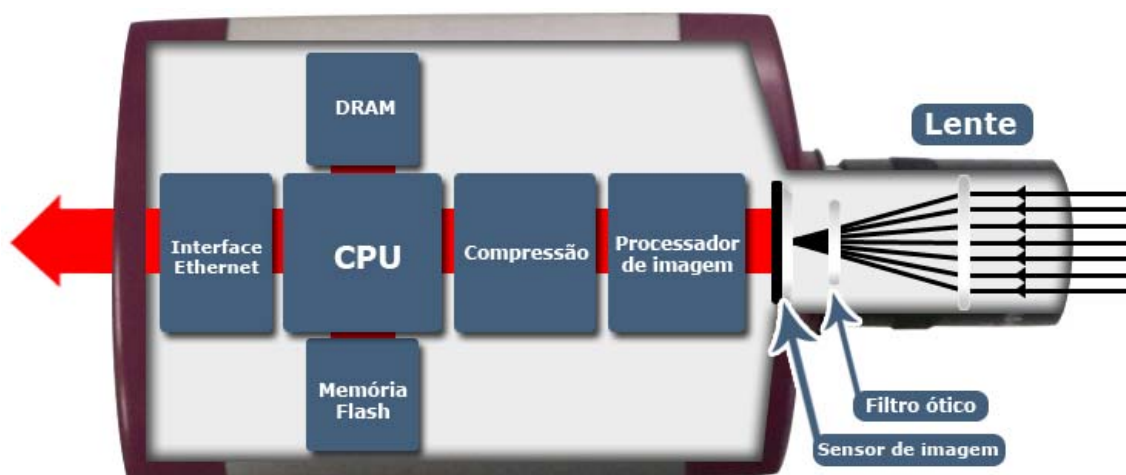 Lente
DRAM
Interface
Ethernet
CPU
Compressão
Processador
de imagem
Memória
Flash
Filtro ótico
Sensor de imagem